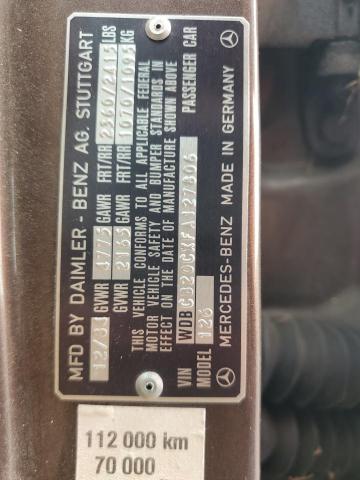 MFD BY DAIMLER - BENZ AG. STUTTGART
12/83 GVWR 4775 GAWR FRT/RR 2360/2415 LBS
GVWR 2165 GAWR FRT/RR 1070/1095 KG
THIS VEHICLE CONFORMS TO ALL APPLICABLE FEDERAL
MOTOR VEHICLE SAFETY AND BUMPER STANDARDS IN
EFFECT ON THE DATE OF MANUFACTURE SHOWN ABOVE
VIN WDB PASSENGER CAR
MODEL 126
MERCEDES-BENZ MADE IN GERMANY
112 000 km
70 000